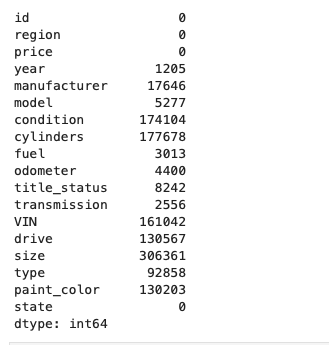 id 0
region 0
price 0
year 1205
manufacturer 17646
model 5277
condition 174104
cylinders 177678
fuel 3013
odometer 4400
title_status 8242
transmission 2556
VIN 161042
drive 130567
size 306361
type 92858
paint_color 130203
state 0
dtype: int64